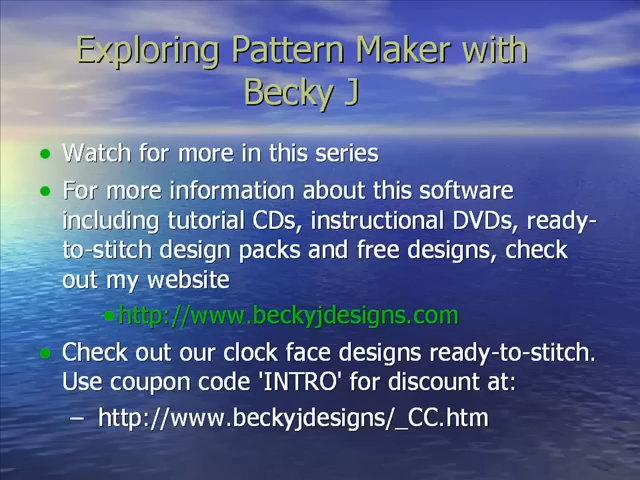 Exploring Pattern Maker with
Becky J
• Watch for more in this series
• For more information about this software
including tutorial CDs, instructional DVDs, ready-
to-stitch design packs and free designs, check
out my website
•http://www.beckyjdesigns.com
• Check out our clock face designs ready-to-stitch.
Use coupon code 'INTRO' for discount at:
– http://www.beckyjdesigns/_CC.htm